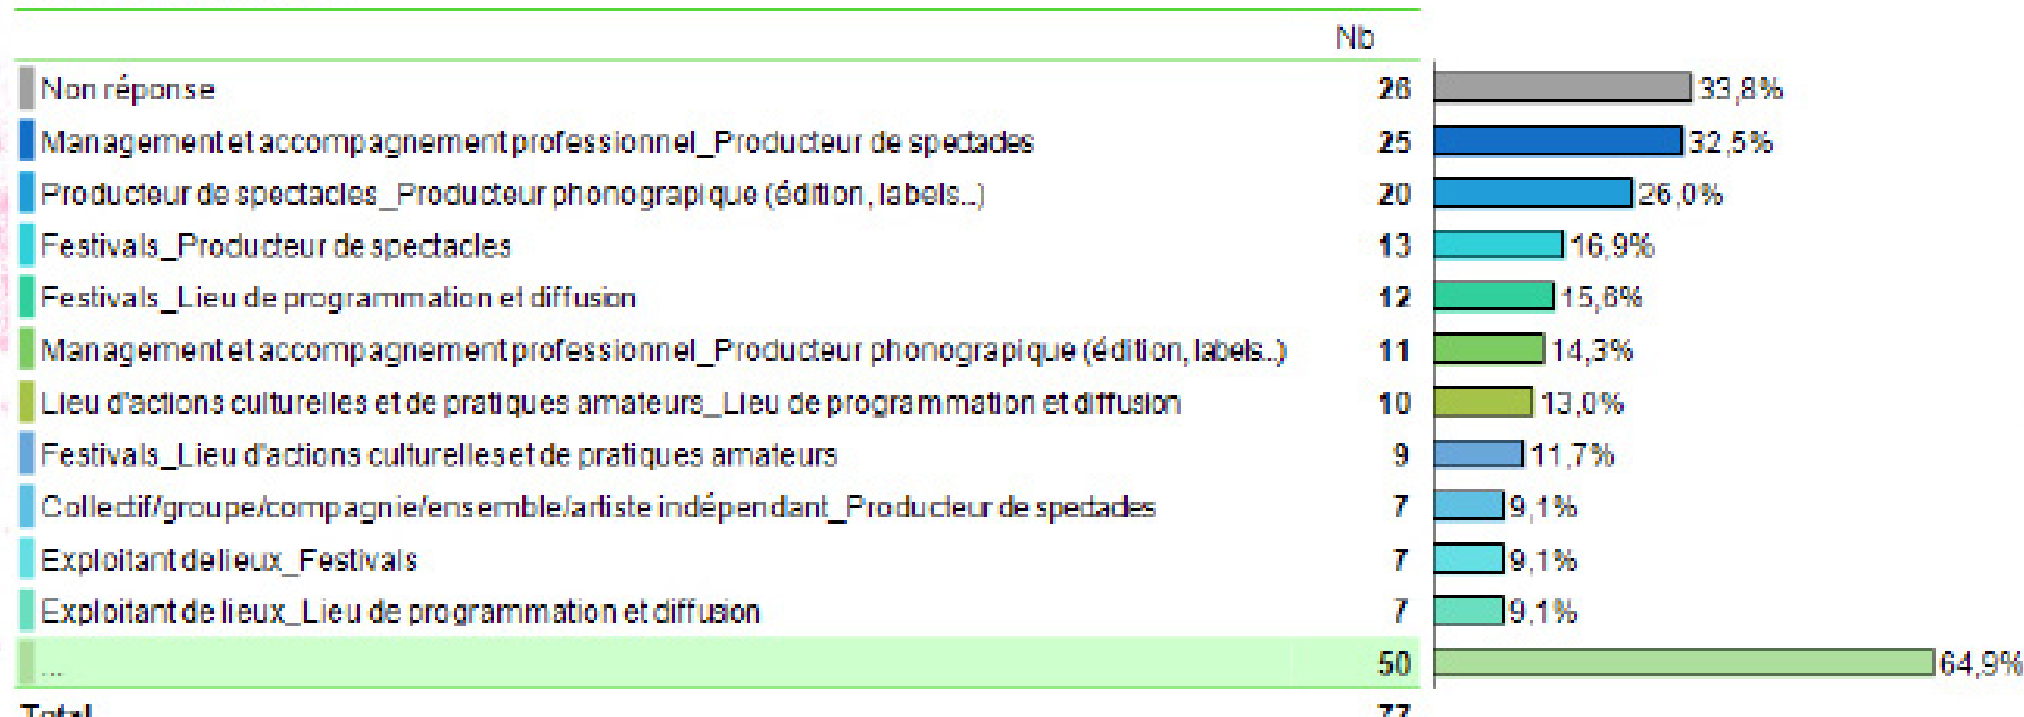 Nb
Non réponse 26 33,8%
Management et accompagnement professionnel_Producteur de spectacles 25 32,5%
Producteur de spectacles_Producteur phonograpique (édition, labels..) 20 26,0%
Festivals_Producteur de spectacles 13 16,9%
Festivals_Lieu de programmation et diffusion 12 15,6%
Management et accompagnement professionnel_Producteur phonograpique (édition, labels..) 11 14,3%
Lieu d'actions culturelles et de pratiques amateurs_Lieu de programmation et diffusion 10 13,0%
Festivals_Lieu d'actions culturelles et de pratiques amateurs 9 11,7%
Collectif/groupe/compagnie/ensemble/artiste indépendant_Producteur de spectacles 7 9,1%
Exploitant de lieux_Festivals 7 9,1%
Exploitant de lieux_Lieu de programmation et diffusion 7 9,1%
... 50 64,9%
Total 77